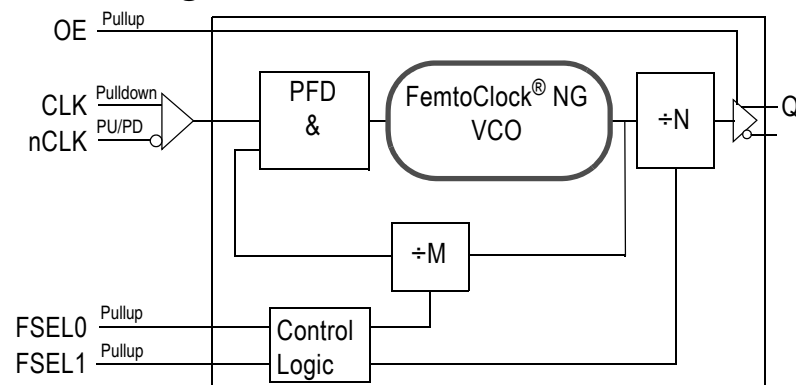 OE Pullup
CLK Pulldown
nCLK PU/PD
PFD
&
FemtoClock® NG
VCO
÷N
Q
÷M
FSEL0 Pullup
FSEL1 Pullup
Control
Logic